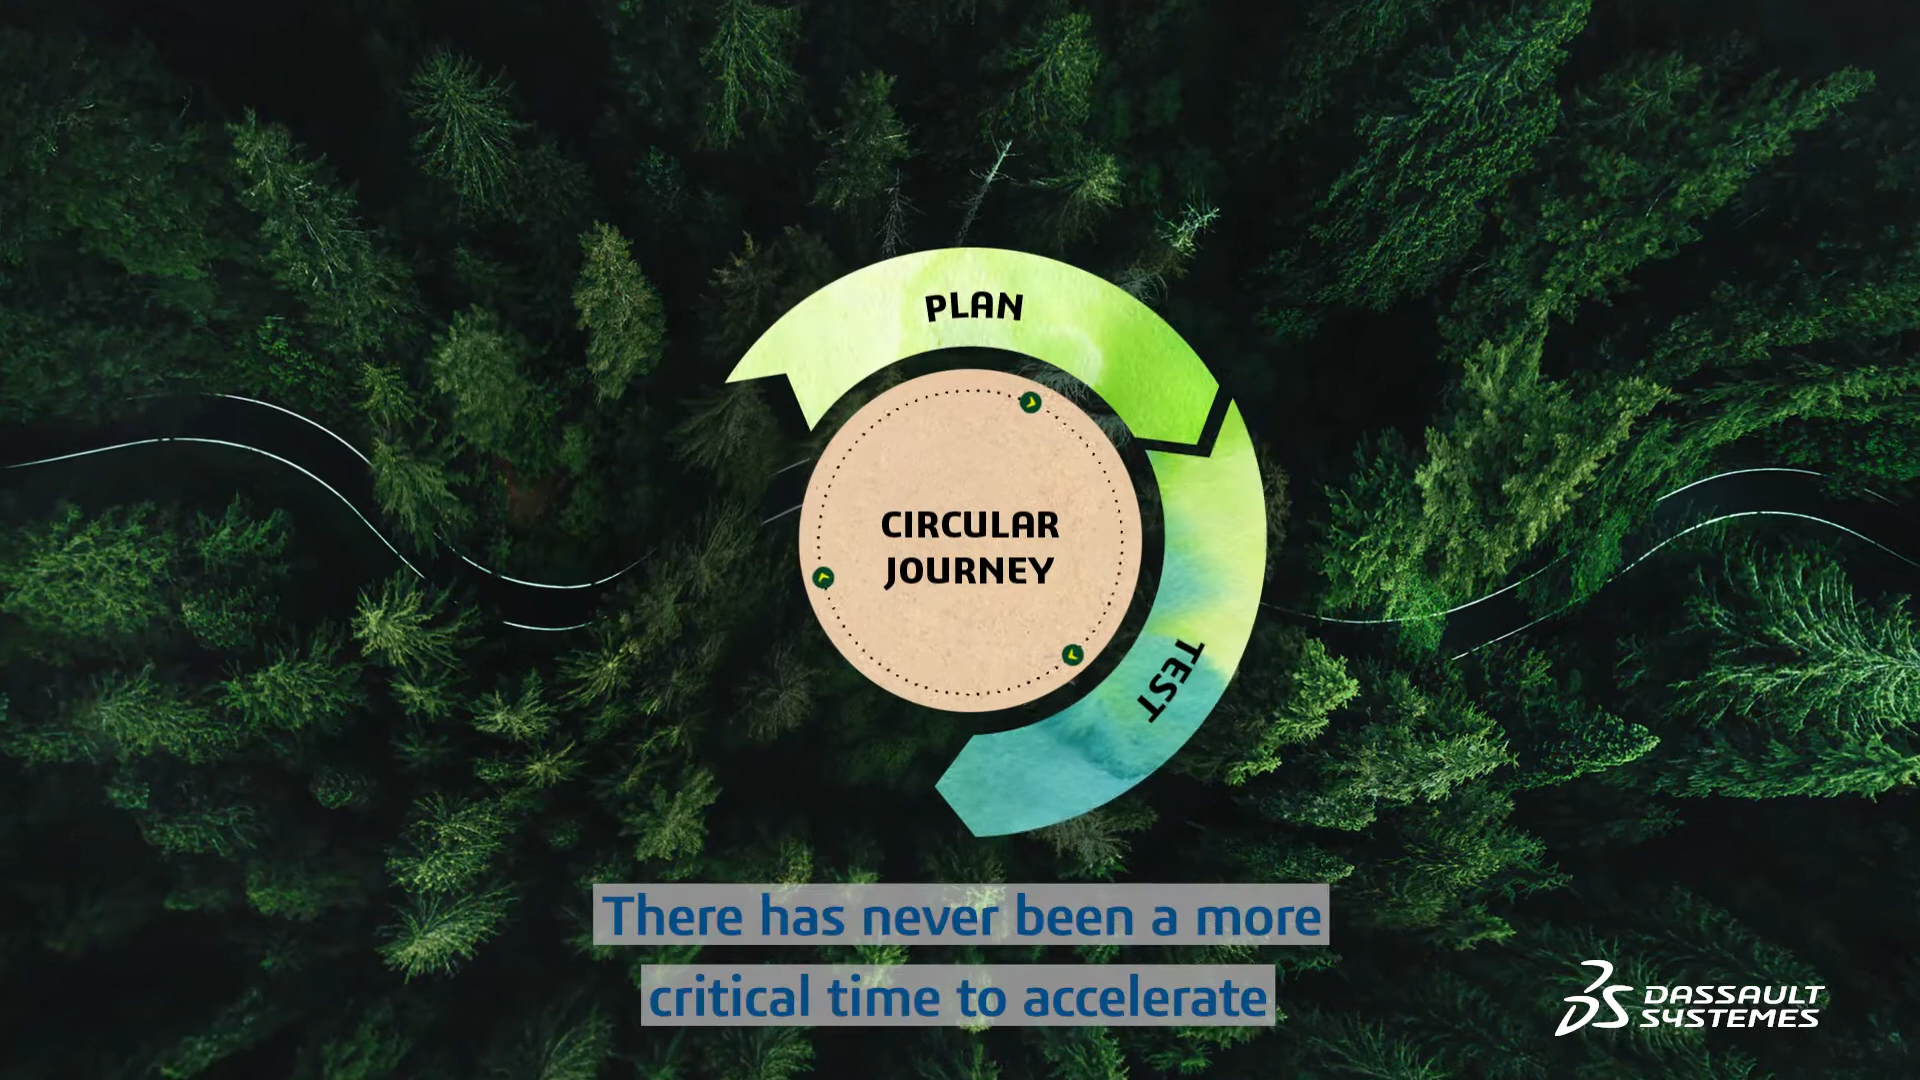 PLAN
CIRCULAR
JOURNEY
TEST
There has never been a more
critical time to accelerate
DASSAULT
SYSTEMES